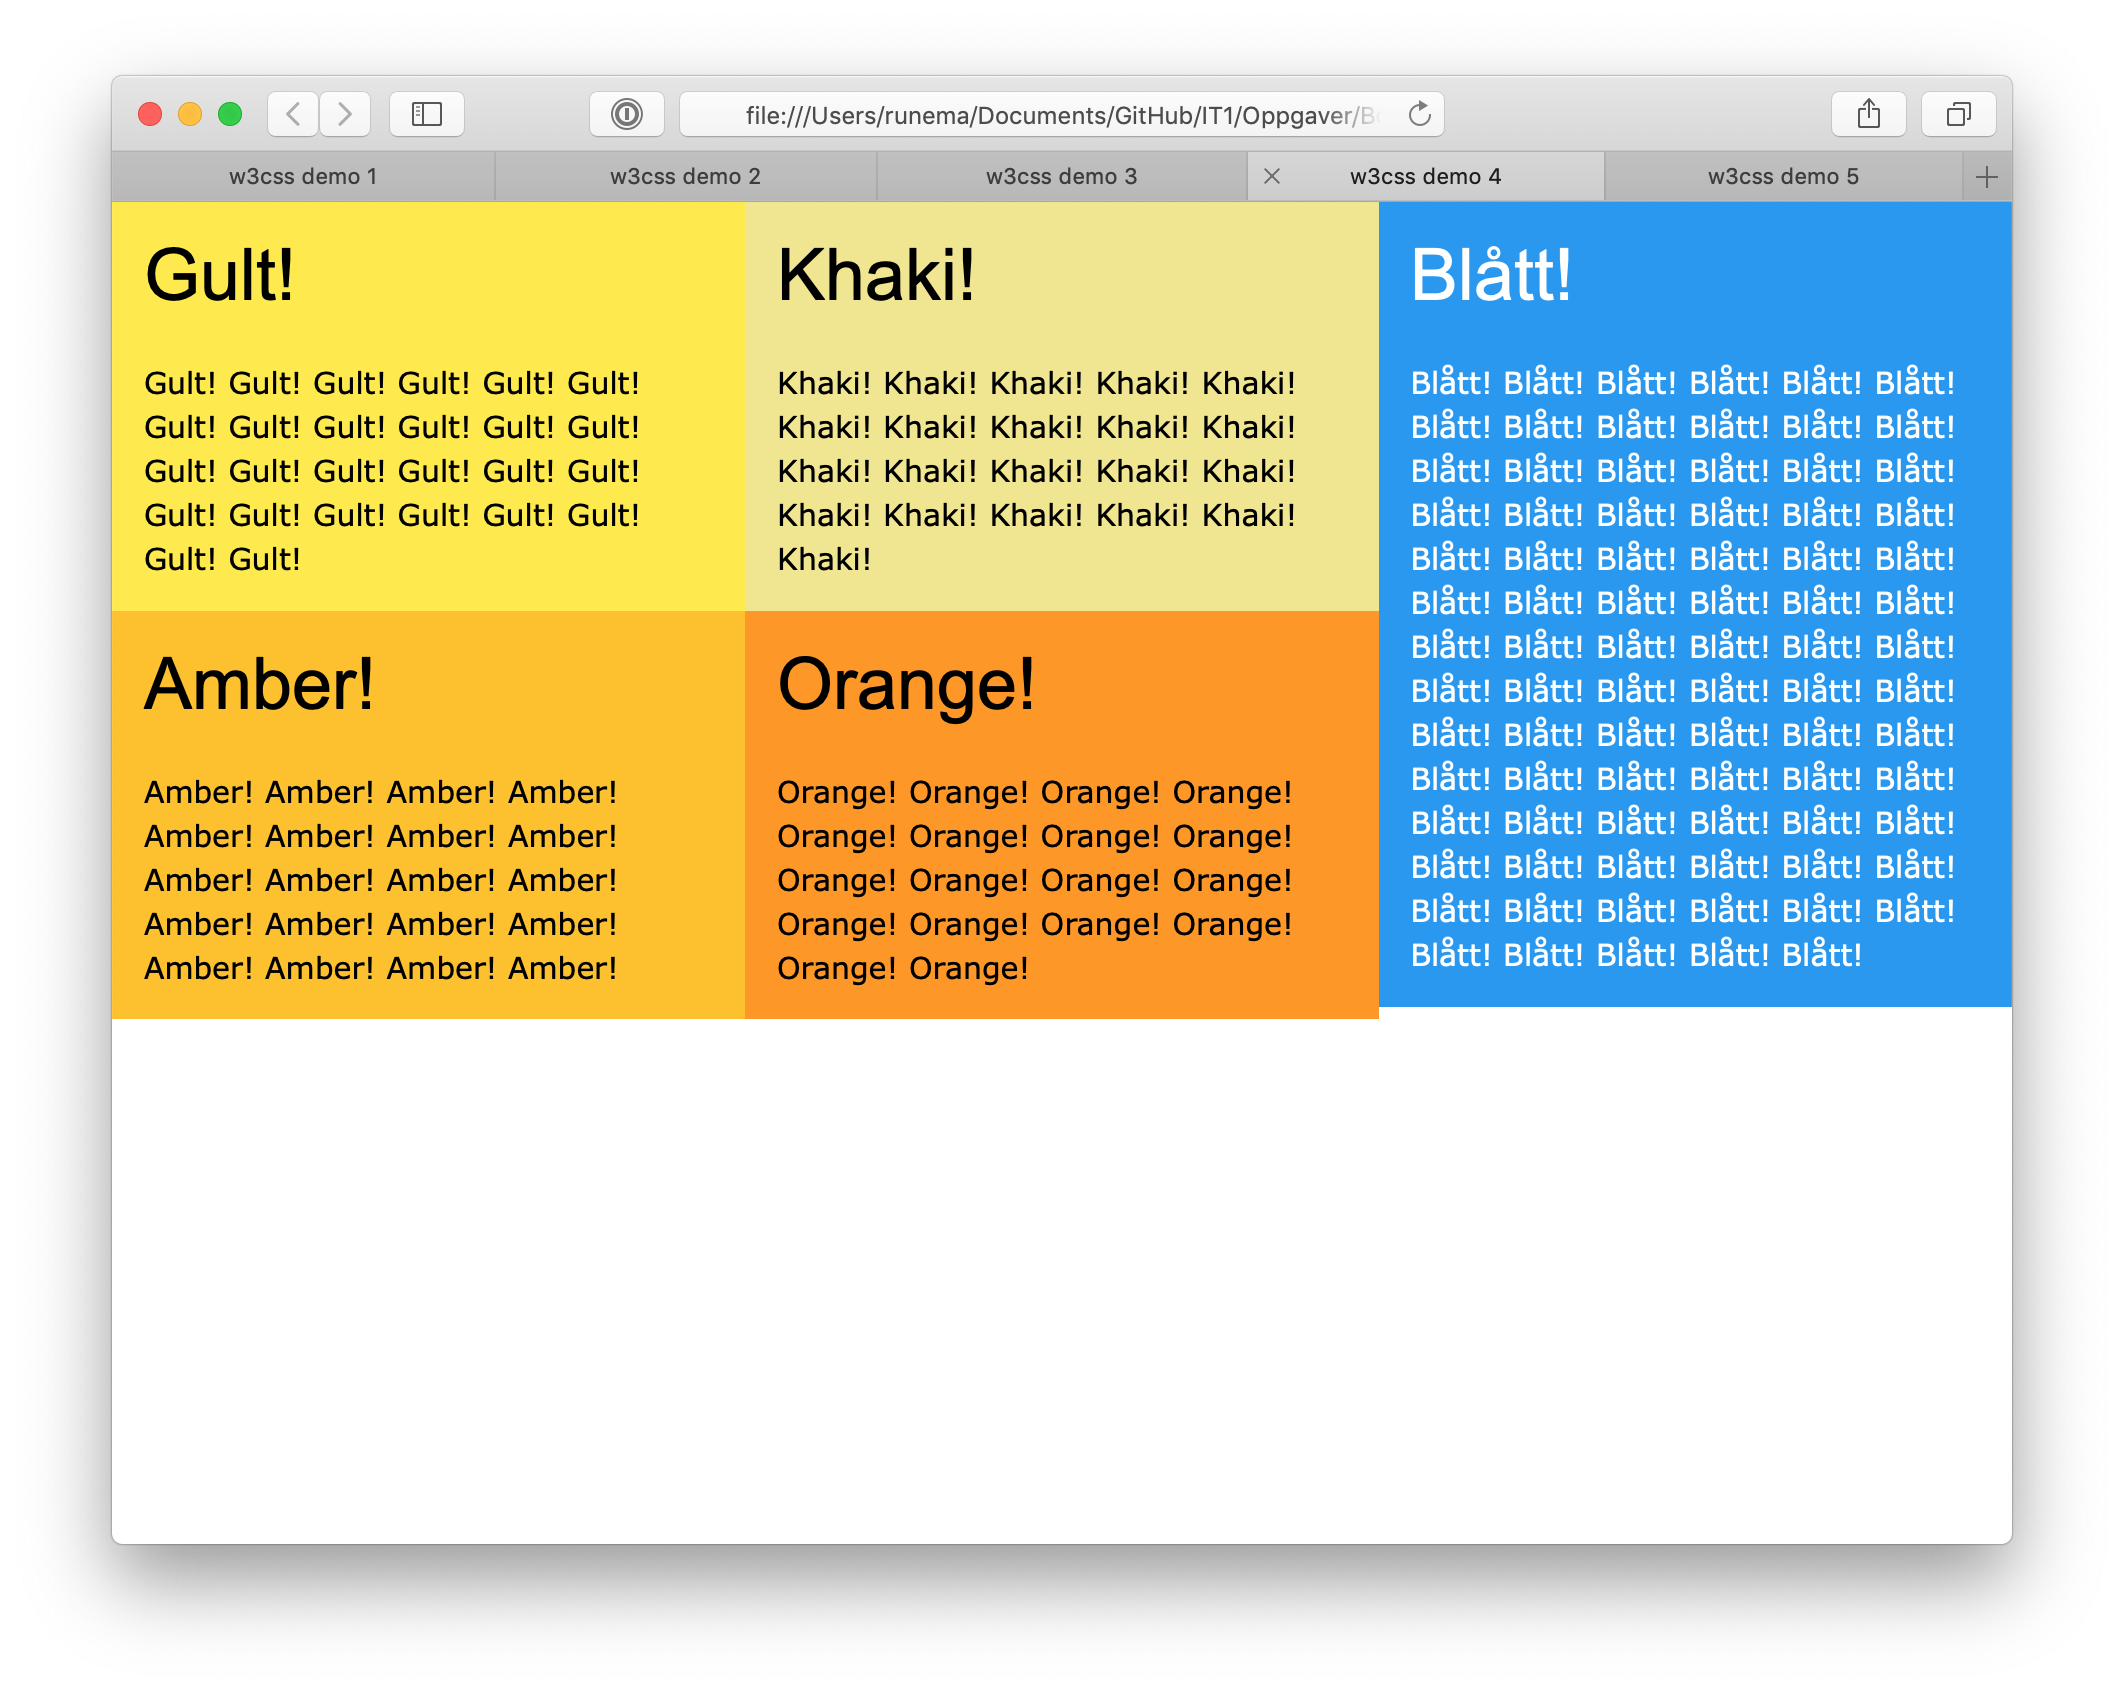 file:///Users/runema/Documents/GitHub/IT1/Oppgaver/
w3css demo 1
w3css demo 2
w3css demo 3
w3css demo 4
w3css demo 5
Gult!
Gult! Gult! Gult! Gult! Gult! Gult!
Gult! Gult! Gult! Gult! Gult! Gult!
Gult! Gult! Gult! Gult! Gult! Gult!
Gult! Gult! Gult! Gult! Gult! Gult!
Gult! Gult!
Khaki!
Khaki! Khaki! Khaki! Khaki! Khaki!
Khaki! Khaki! Khaki! Khaki! Khaki!
Khaki! Khaki! Khaki! Khaki! Khaki!
Khaki! Khaki! Khaki! Khaki! Khaki!
Khaki!
Blått!
Blått! Blått! Blått! Blått! Blått! Blått!
Blått! Blått! Blått! Blått! Blått! Blått!
Blått! Blått! Blått! Blått! Blått! Blått!
Blått! Blått! Blått! Blått! Blått! Blått!
Blått! Blått! Blått! Blått! Blått! Blått!
Blått! Blått! Blått! Blått! Blått! Blått!
Blått! Blått! Blått! Blått! Blått! Blått!
Blått! Blått! Blått! Blått! Blått! Blått!
Blått! Blått! Blått! Blått! Blått! Blått!
Blått! Blått! Blått! Blått! Blått! Blått!
Blått! Blått! Blått! Blått! Blått! Blått!
Blått! Blått! Blått! Blått! Blått! Blått!
Blått! Blått! Blått! Blått! Blått! Blått!
Blått! Blått! Blått! Blått! Blått!
Amber!
Amber! Amber! Amber! Amber!
Amber! Amber! Amber! Amber!
Amber! Amber! Amber! Amber!
Amber! Amber! Amber! Amber!
Amber! Amber! Amber! Amber!
Orange!
Orange! Orange! Orange! Orange!
Orange! Orange! Orange! Orange!
Orange! Orange! Orange! Orange!
Orange! Orange! Orange! Orange!
Orange! Orange!